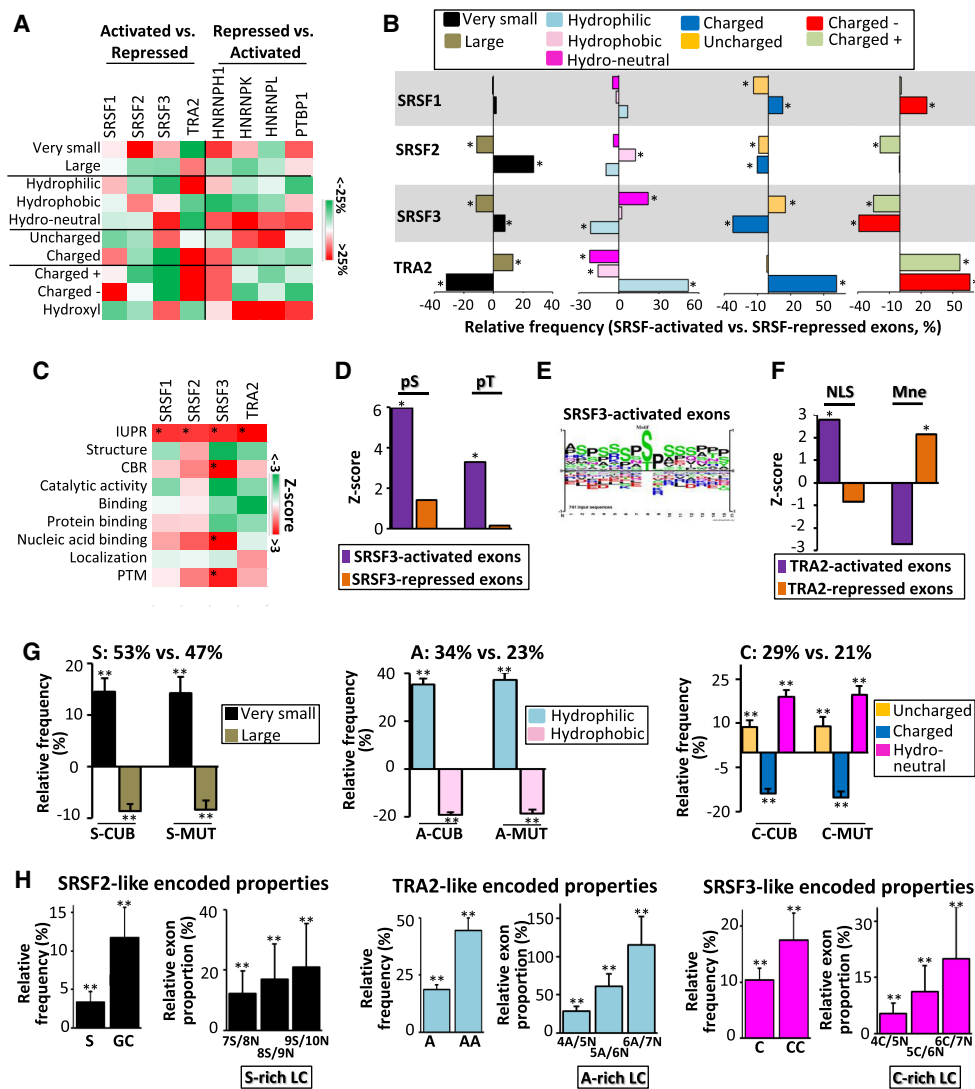 A
Activated vs. Repressed
Repressed vs. Activated
SRSF1
SRSF2
SRSF3
TRA2
HNRNPH1
HNRNPK
HNRNPL
PTBP1
Very small
Large
Hydrophilic
Hydrophobic
Hydro-neutral
Uncharged
Charged
Charged +
Charged -
Hydroxyl
<-25%
>25%
B
Very small
Large
Hydrophilic
Hydrophobic
Hydro-neutral
Charged
Uncharged
Charged -
Charged +
SRSF1
* *
*
SRSF2
* *
*
* *
*
SRSF3
* *
* *
* *
* *
TRA2
* *
* * *
*
* *
-40 -20 0 20 40
-30 0 30 60
-40 -10 20 50
-40 -10 20 50
Relative frequency (SRSF-activated vs. SRSF-repressed exons, %)
C
SRSF1
SRSF2
SRSF3
TRA2
IUPR * * * *
Structure
CBR *
Catalytic activity
Binding
Protein binding
Nucleic acid binding *
Localization
PTM *
<-3
Z-score
>3
D
pS pT
* *
Z-score
6
4
2
0
SRSF3-activated exons
SRSF3-repressed exons
E
SRSF3-activated exons
Motif
F
NLS Mne
* *
Z-score
3
2
1
0
-1
-2
-3
TRA2-activated exons
TRA2-repressed exons
G
S: 53% vs. 47%
Relative frequency (%)
20
10
0
-10
** **
** **
Very small
Large
S-CUB S-MUT
A: 34% vs. 23%
Relative frequency (%)
40
20
0
-20
** **
** **
Hydrophilic
Hydrophobic
A-CUB A-MUT
C: 29% vs. 21%
Relative frequency (%)
25
10
-5
-20
** ** ** **
** **
Uncharged
Charged
Hydro-neutral
C-CUB C-MUT
H
SRSF2-like encoded properties
Relative frequency (%)
15
10
5
0
** **
S GC
Relative exon proportion (%)
40
20
0
** ** **
7S/8N 8S/9N 9S/10N
S-rich LC
TRA2-like encoded properties
Relative frequency (%)
50
25
0
** **
A AA
Relative exon proportion (%)
150
100
50
0
** ** **
4A/5N 5A/6N 6A/7N
A-rich LC
SRSF3-like encoded properties
Relative frequency (%)
20
10
0
** **
C CC
Relative exon proportion (%)
30
15
0
** ** **
4C/5N 5C/6N 6C/7N
C-rich LC